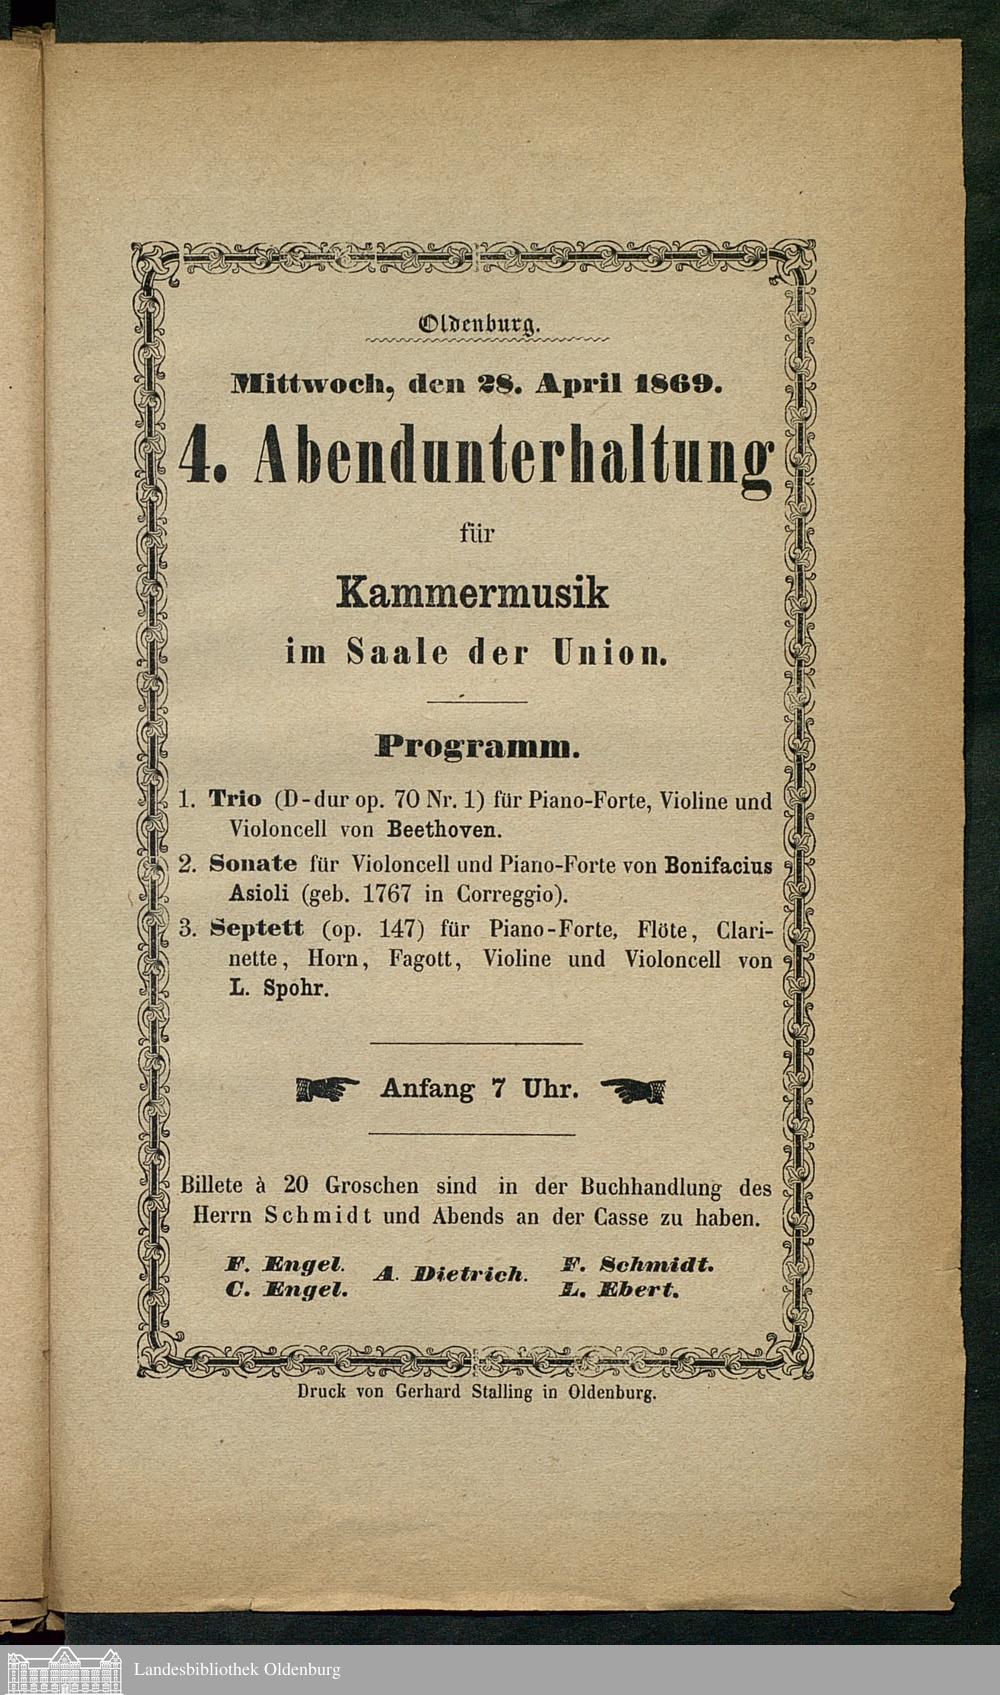 Oldenburg.
Mittwoch, den 28. April 1869.
4. Abendunterhaltung
für
Kammermusik
im Saale der Union.
Programm.
1. Trio (D-dur op. 70 Nr. 1) für Piano-Forte, Violine und
Violoncell von Beethoven.
2. Sonate für Violoncell und Piano-Forte von Bonifacius
Asioli (geb. 1767 in Correggio).
3. Septett (op. 147) für Piano-Forte, Flöte, Clari-
nette, Horn, Fagott, Violine und Violoncell von
L. Spohr.
Anfang 7 Uhr.
Billete à 20 Groschen sind in der Buchhandlung des
Herrn Schmidt und Abends an der Casse zu haben.
F. Engel.
C. Engel.
A. Dietrich.
F. Schmidt.
L. Ebert.
Druck von Gerhard Stalling in Oldenburg.
Landesbibliothek Oldenburg